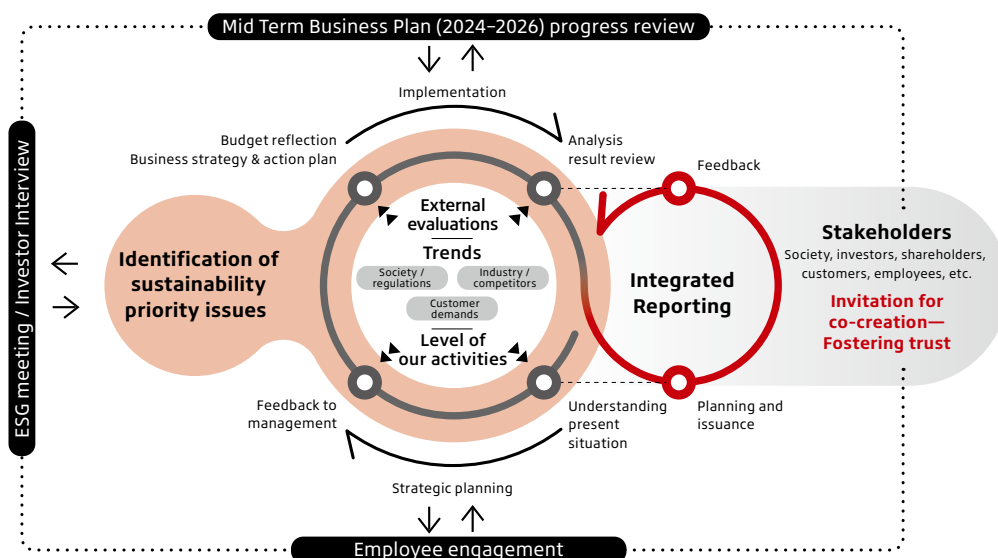 Mid Term Business Plan (2024–2026) progress review
ESG meeting / Investor Interview
Implementation
Budget reflection
Business strategy & action plan
Analysis
result review
Feedback
Identification of
sustainability
priority issues
External
evaluations
Trends
Society /
regulations
Industry /
competitors
Customer
demands
Level of
our activities
Integrated
Reporting
Stakeholders
Society, investors, shareholders,
customers, employees, etc.
Invitation for
co-creation—
Fostering trust
Feedback to
management
Understanding
present
situation
Planning and
issuance
Strategic planning
Employee engagement